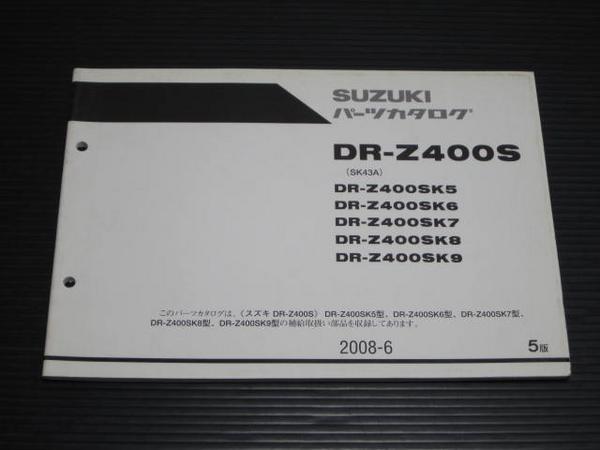 SUZUKI
パーツカタログ
DR-Z400S
(SK43A)
DR-Z400SK5
DR-Z400SK6
DR-Z400SK7
DR-Z400SK8
DR-Z400SK9
このパーツカタログは、(スズキ DR-Z400S) DR-Z400SK5型、DR-Z400SK6型、DR-Z400SK7型、
DR-Z400SK8型、DR-Z400SK9型の補給取扱い部品を収録してあります。
2008-6
5版